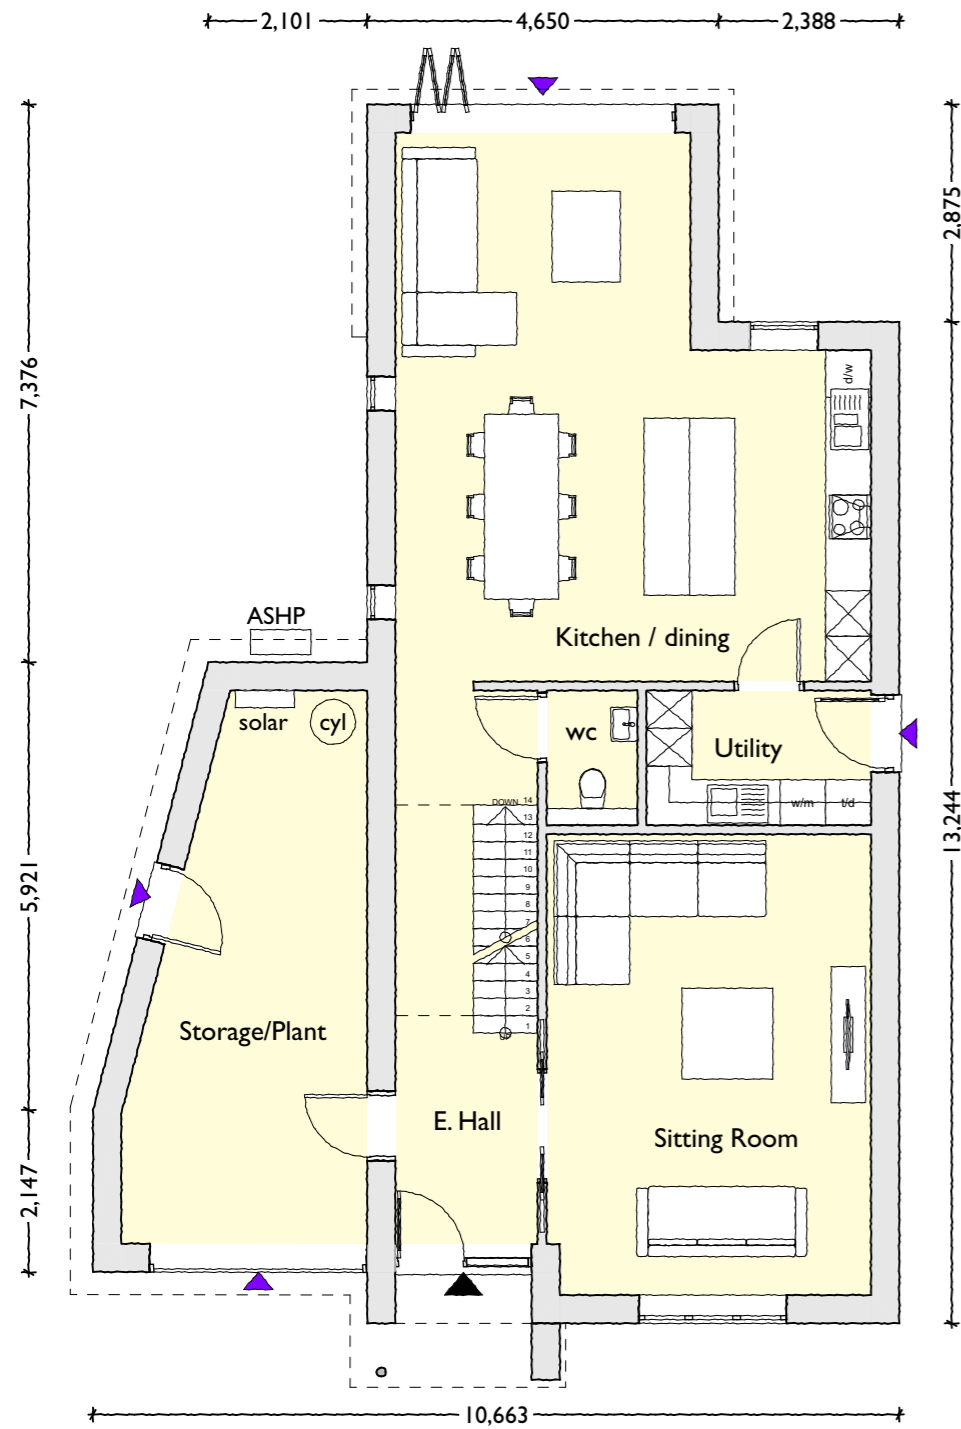 2,101
4,650
2,388
2,875
7,376
d/w
ASHP
Kitchen / dining
solar
cyl
wc
Utility
w/m
t/d
DOWN
14
13
12
11
10
9
8
7
6
5
4
3
2
1
13,244
5,921
Storage/Plant
E. Hall
Sitting Room
2,147
10,663